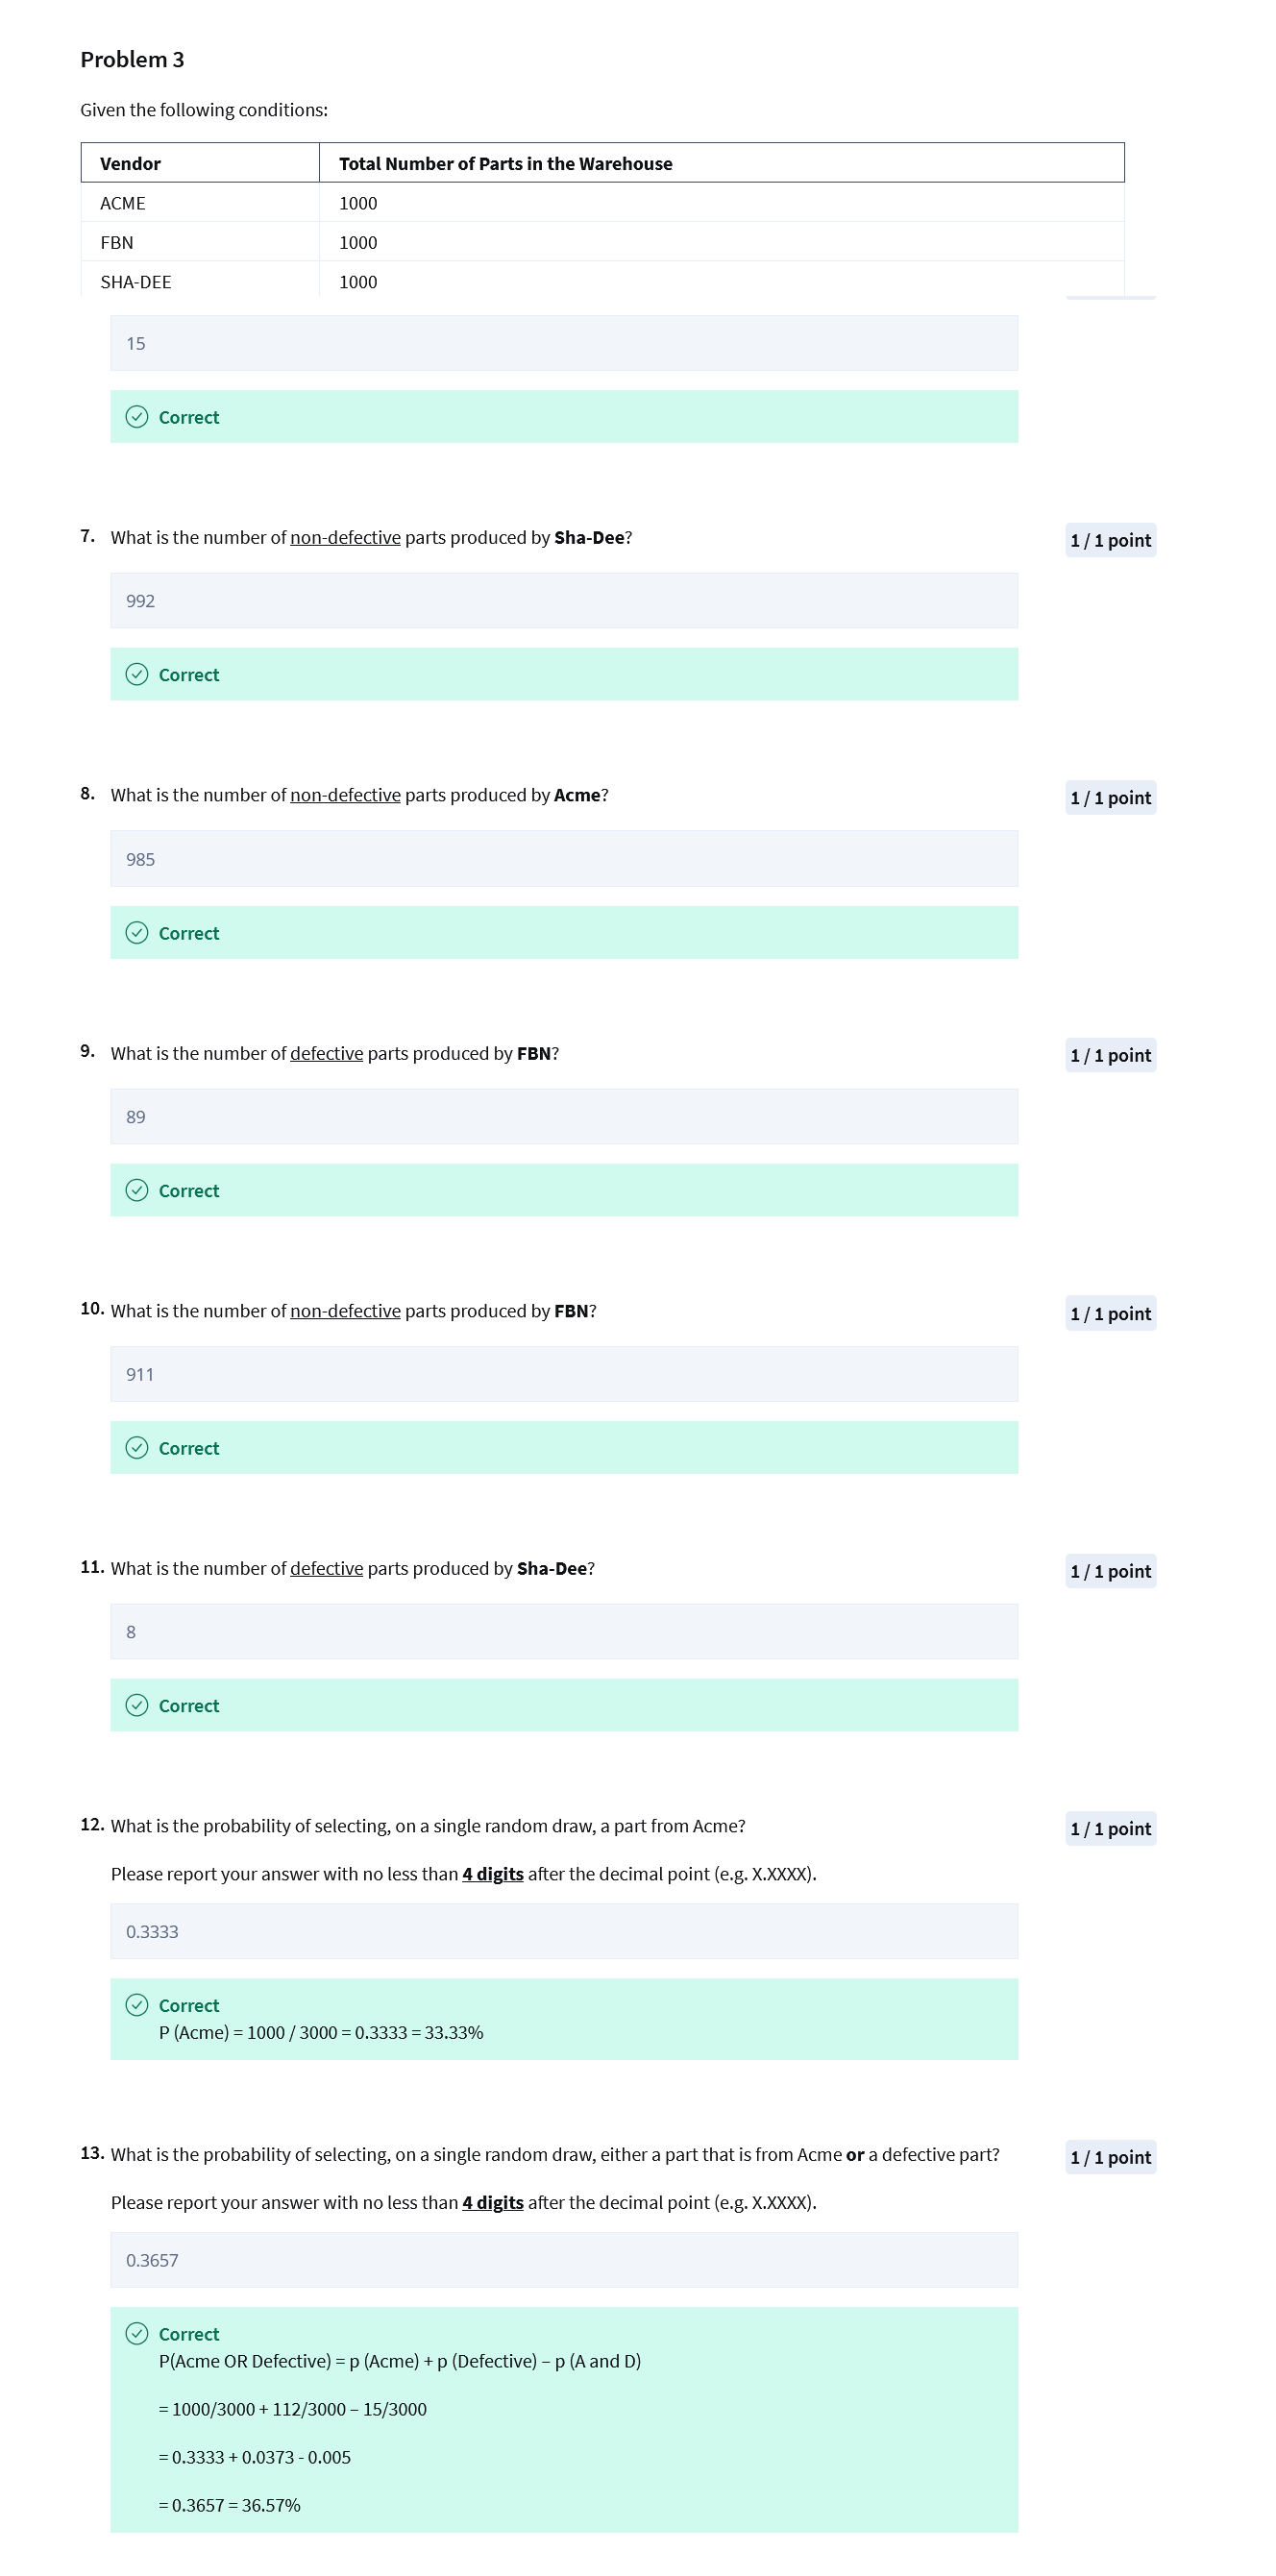 Problem 3
Given the following conditions:
Vendor Total Number of Parts in the Warehouse
ACME 1000
FBN 1000
SHA-DEE 1000
15
Correct
7. What is the number of non-defective parts produced by Sha-Dee? 1 / 1 point
992
Correct
8. What is the number of non-defective parts produced by Acme? 1 / 1 point
985
Correct
9. What is the number of defective parts produced by FBN? 1 / 1 point
89
Correct
10. What is the number of non-defective parts produced by FBN? 1 / 1 point
911
Correct
11. What is the number of defective parts produced by Sha-Dee? 1 / 1 point
8
Correct
12. What is the probability of selecting, on a single random draw, a part from Acme? 1 / 1 point
Please report your answer with no less than 4 digits after the decimal point (e.g. X.XXXX).
0.3333
Correct
P (Acme) = 1000 / 3000 = 0.3333 = 33.33%
13. What is the probability of selecting, on a single random draw, either a part that is from Acme or a defective part? 1 / 1 point
Please report your answer with no less than 4 digits after the decimal point (e.g. X.XXXX).
0.3657
Correct
P(Acme OR Defective) = p (Acme) + p (Defective) – p (A and D)
= 1000/3000 + 112/3000 – 15/3000
= 0.3333 + 0.0373 - 0.005
= 0.3657 = 36.57%